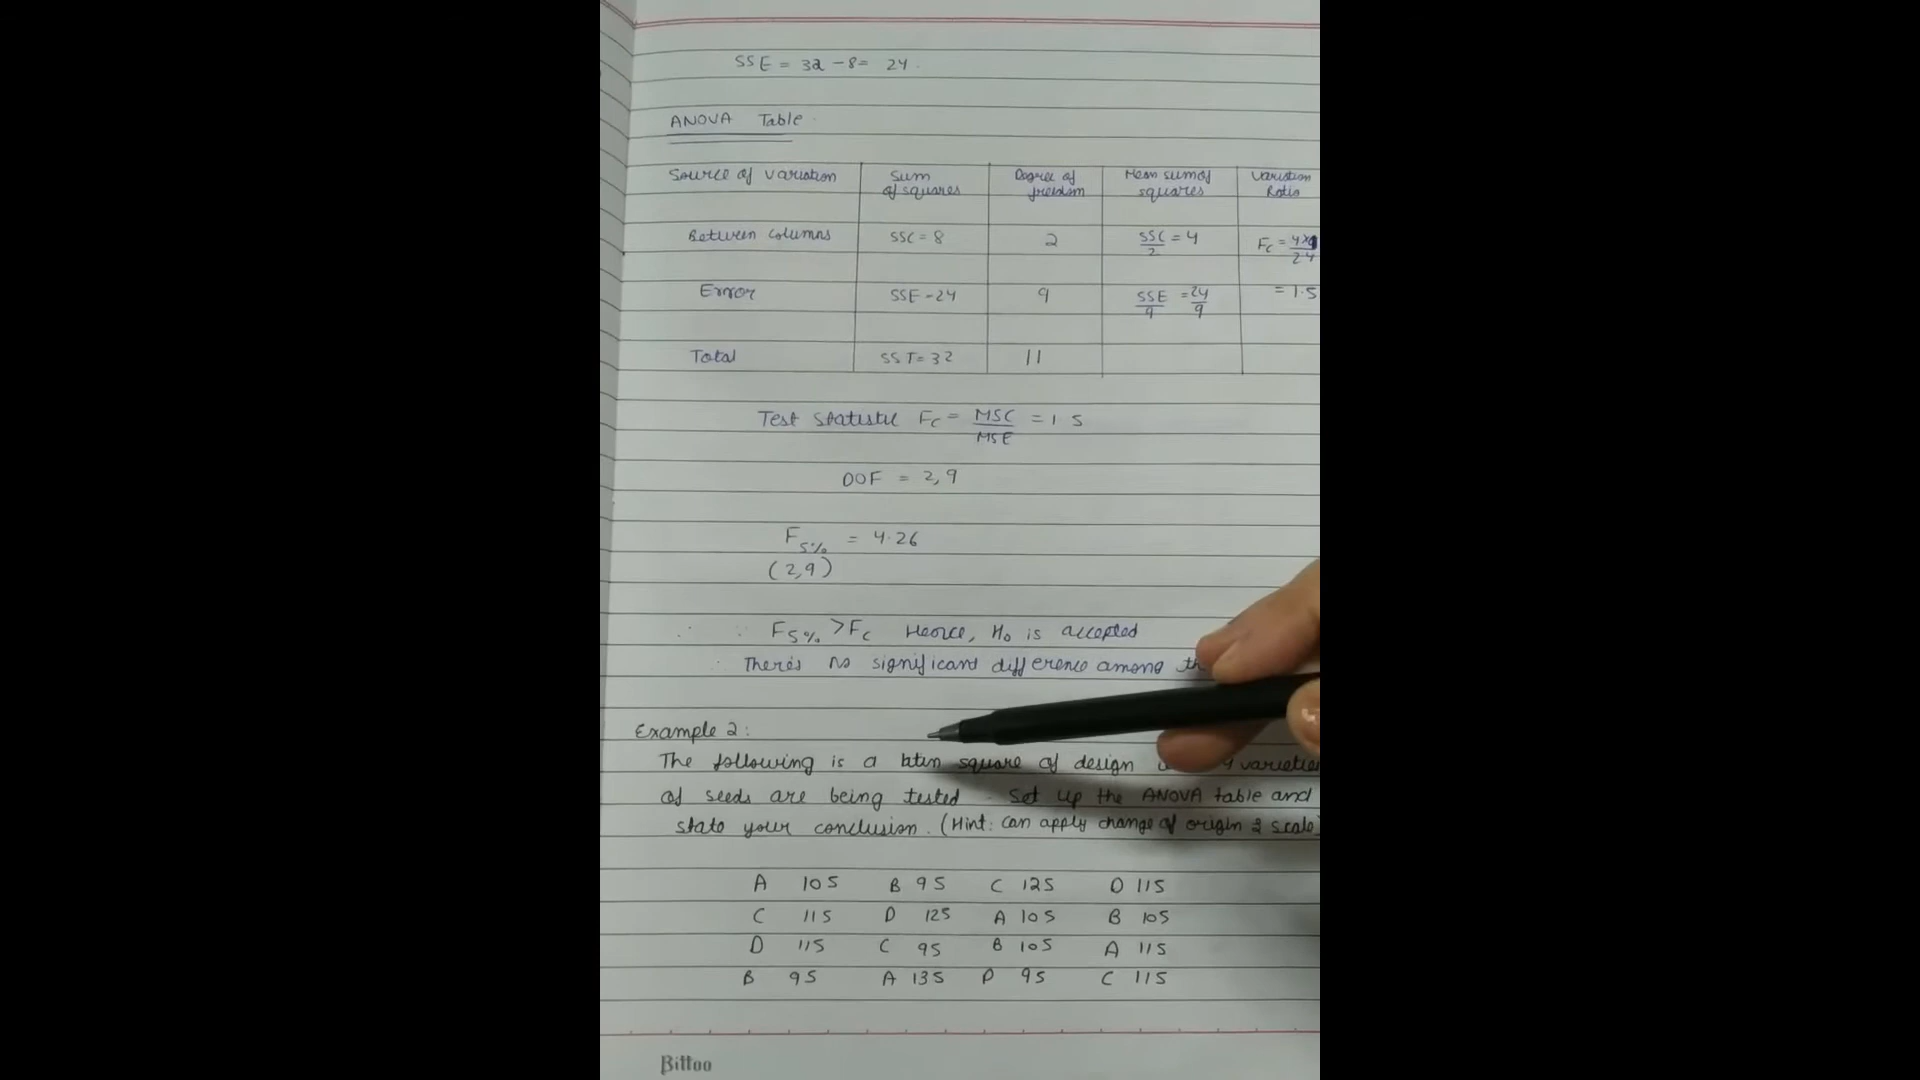 SSE = 32 - 8 = 24.
ANOVA Table
Source of Variation Sum of squares Degree of freedom Mean sum of squares Variation Ratio
Between Columns SSC = 8 2 SSC/2 = 4 Fc = 4x9/24
Error SSE - 24 9 SSE/9 = 24/9 = 1.5
Total SST = 32 11
Test Statistic Fc = MSC/MSE = 1.5
DOF = 2, 9
F5% = 4.26
(2,9)
∴ F5% > Fc Hence, H0 is accepted
There's no significant difference among
Example 2:
The following is a latin square of design 4 varieties
of seeds are being tested. Set up the ANOVA table and
state your conclusion. (Hint: Can apply change of origin & scale)
A 105 B 95 C 125 D 115
C 115 D 125 A 105 B 105
D 115 C 95 B 105 A 115
B 95 A 135 D 95 C 115
Bittoo